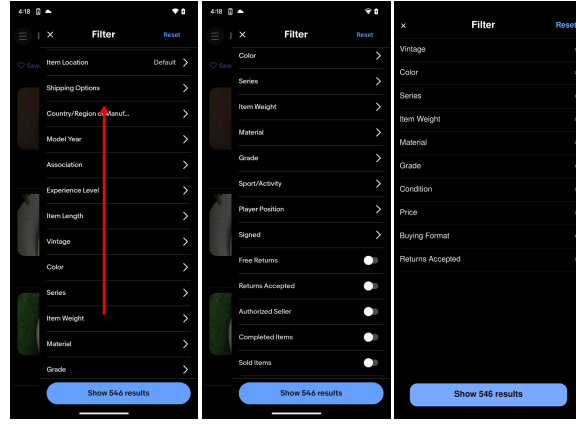 4:18
× Filter Reset
Save
Item Location Default
Shipping Options
Country/Region of Manuf...
Model Year
Association
Experience Level
Item Length
Vintage
Color
Series
Item Weight
Material
Grade
Show 546 results
4:18
× Filter Reset
Save
Color
Series
Item Weight
Material
Grade
Sport/Activity
Player Position
Signed
Free Returns
Returns Accepted
Authorized Seller
Completed Items
Sold Items
Show 546 results
× Filter Reset
Vintage
Color
Series
Item Weight
Material
Grade
Condition
Price
Buying Format
Returns Accepted
Show 546 results